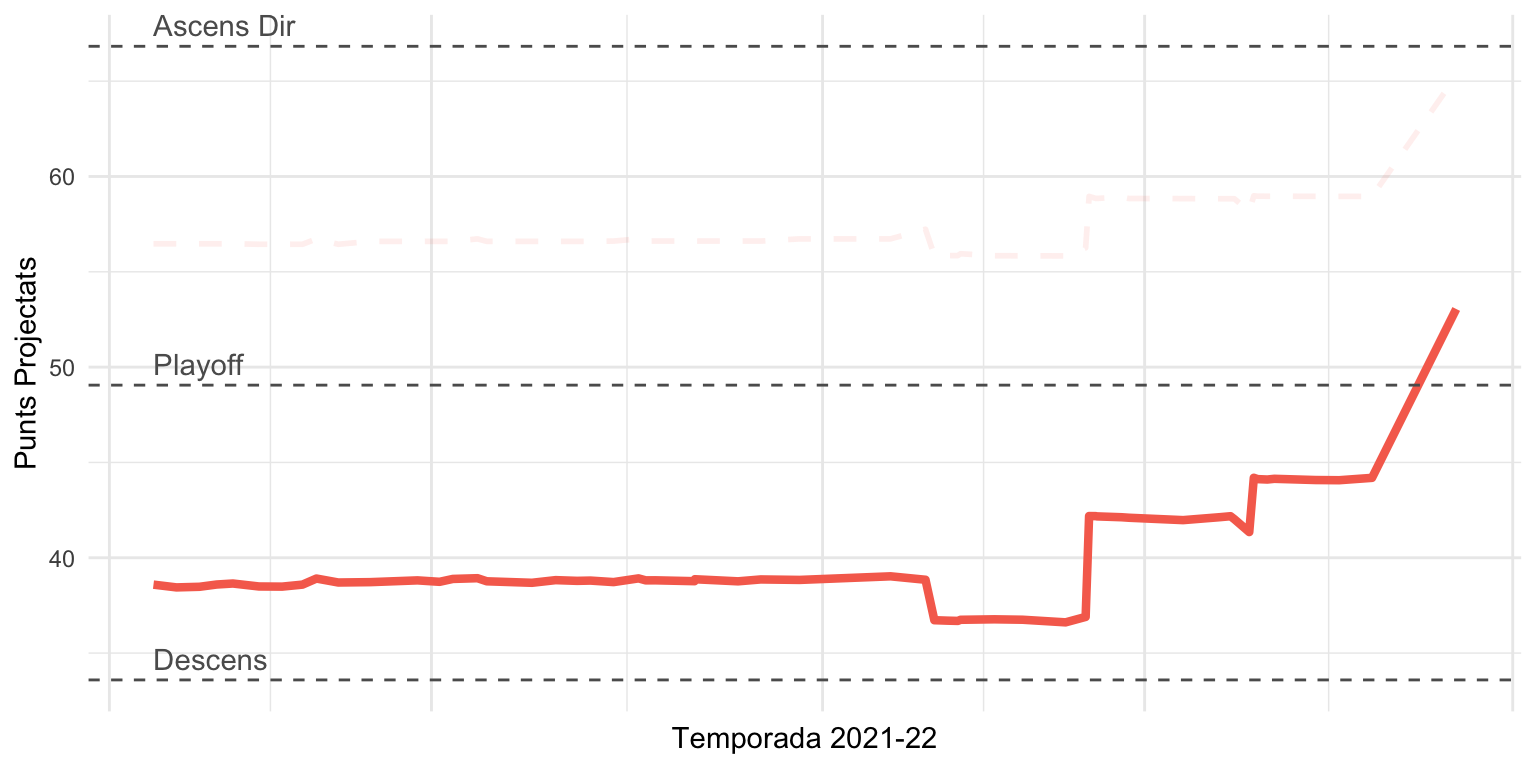 Ascens Dir
60
Playoff
50
40
Descens
Punts Projectats
Temporada 2021-22